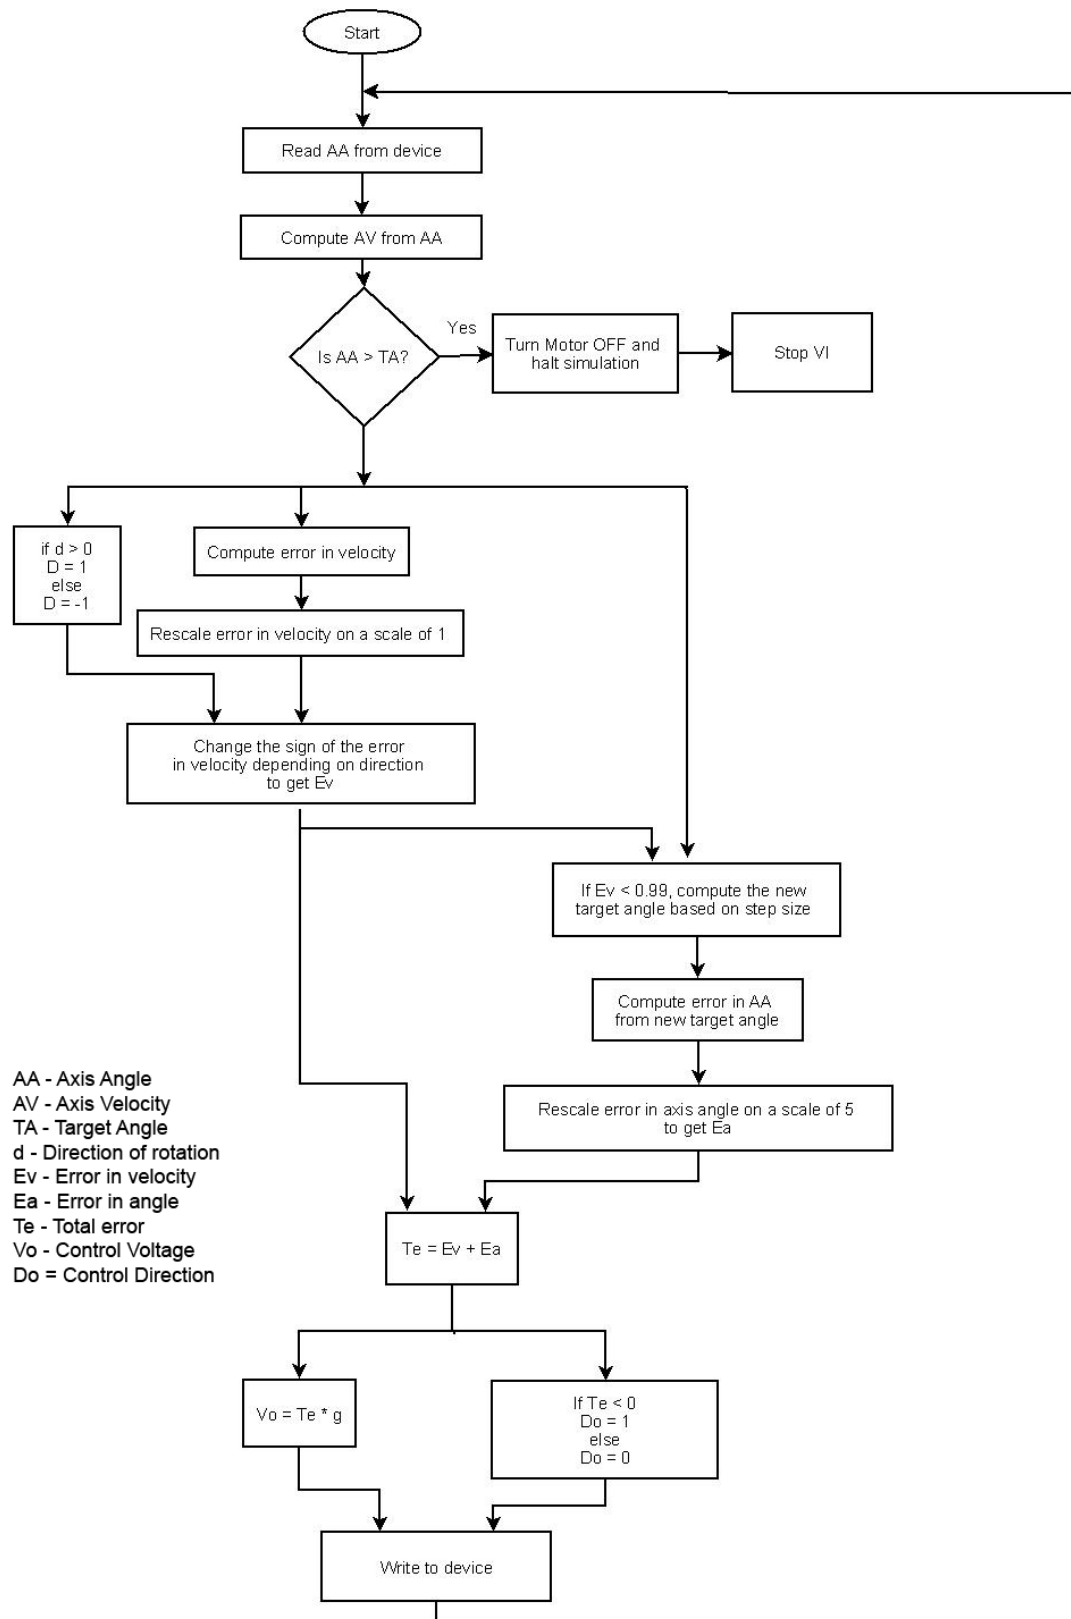 Start
Read AA from device
Compute AV from AA
Is AA > TA?
Yes
Turn Motor OFF and
halt simulation
Stop VI
if d > 0
D = 1
else
D = -1
Compute error in velocity
Rescale error in velocity on a scale of 1
Change the sign of the error
in velocity depending on direction
to get Ev
If Ev < 0.99, compute the new
target angle based on step size
Compute error in AA
from new target angle
Rescale error in axis angle on a scale of 5
to get Ea
AA - Axis Angle
AV - Axis Velocity
TA - Target Angle
d - Direction of rotation
Ev - Error in velocity
Ea - Error in angle
Te - Total error
Vo - Control Voltage
Do = Control Direction
Te = Ev + Ea
Vo = Te * g
If Te < 0
Do = 1
else
Do = 0
Write to device